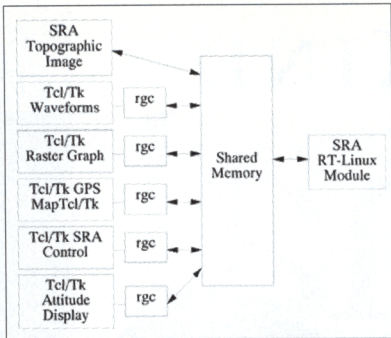 SRA
Topographic
Image
Tcl/Tk
Waveforms
rgc
Tcl/Tk
Raster Graph
rgc
Tcl/Tk GPS
MapTcl/Tk
rgc
Tcl/Tk SRA
Control
rgc
Tcl/Tk
Attitude
Display
rgc
Shared
Memory
SRA
RT-Linux
Module